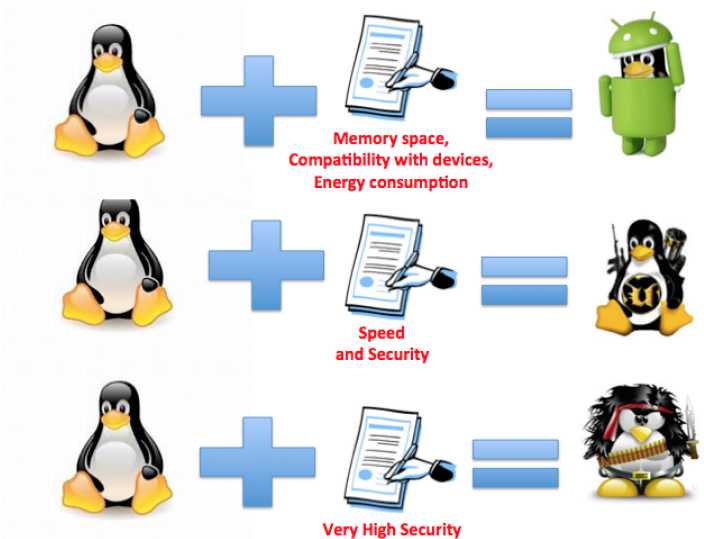 Memory space,
Compatibility with devices,
Energy consumption
Speed
and Security
Very High Security